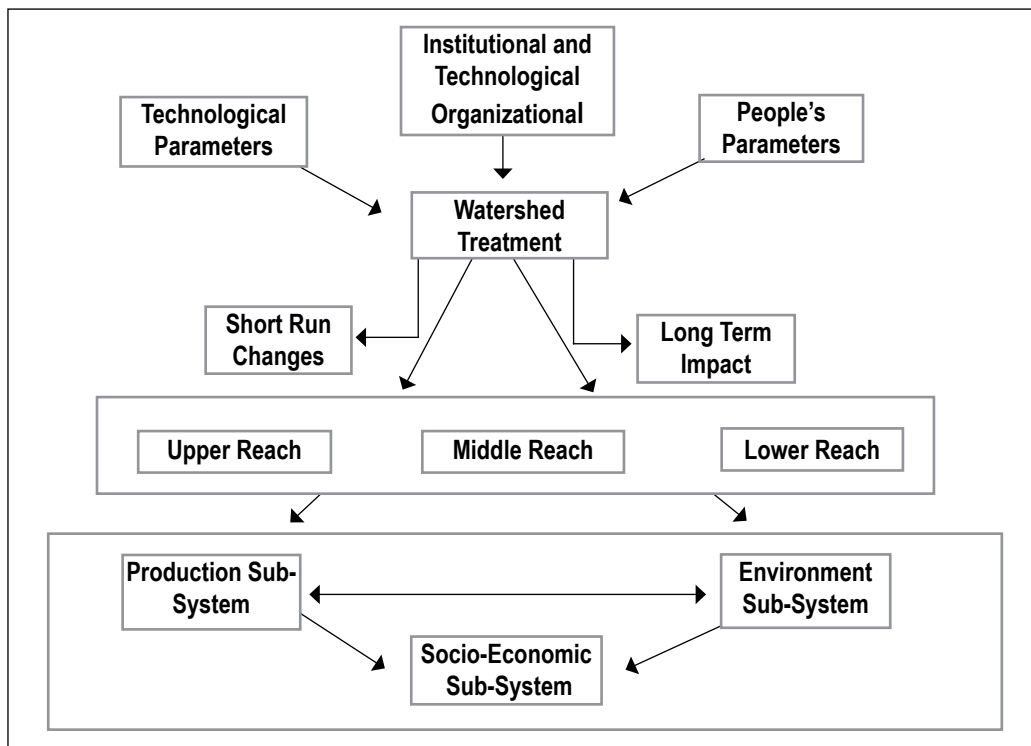 Institutional and
Technological
Organizational
Technological
Parameters
People's
Parameters
Watershed
Treatment
Short Run
Changes
Long Term
Impact
Upper Reach
Middle Reach
Lower Reach
Production Sub-
System
Environment
Sub-System
Socio-Economic
Sub-System